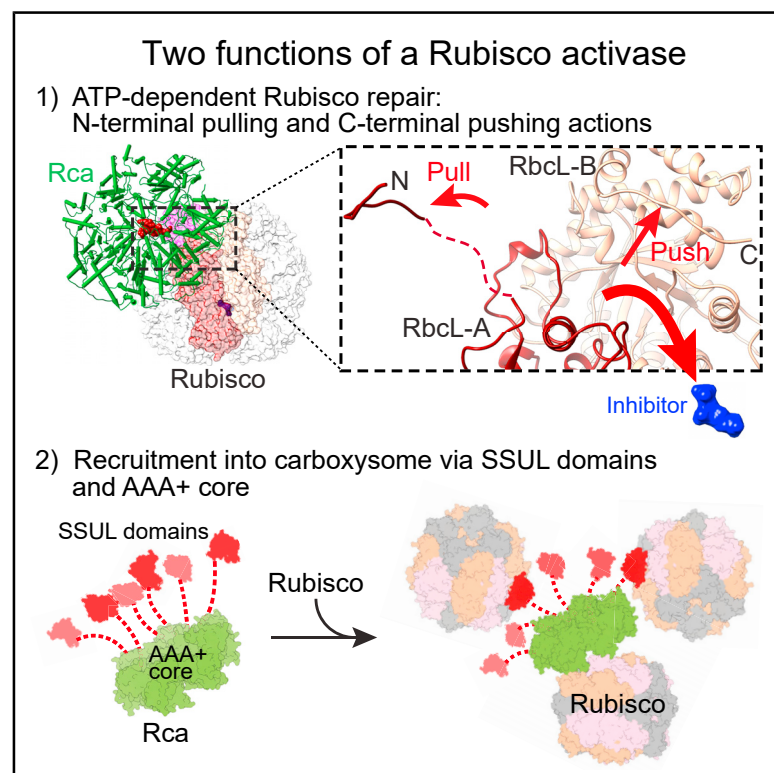 Two functions of a Rubisco activase
1) ATP-dependent Rubisco repair:
N-terminal pulling and C-terminal pushing actions
Rca
Rubisco
N
Pull
RbcL-B
Push
C
RbcL-A
Inhibitor
2) Recruitment into carboxysome via SSUL domains
and AAA+ core
SSUL domains
AAA+
core
Rca
Rubisco
Rubisco